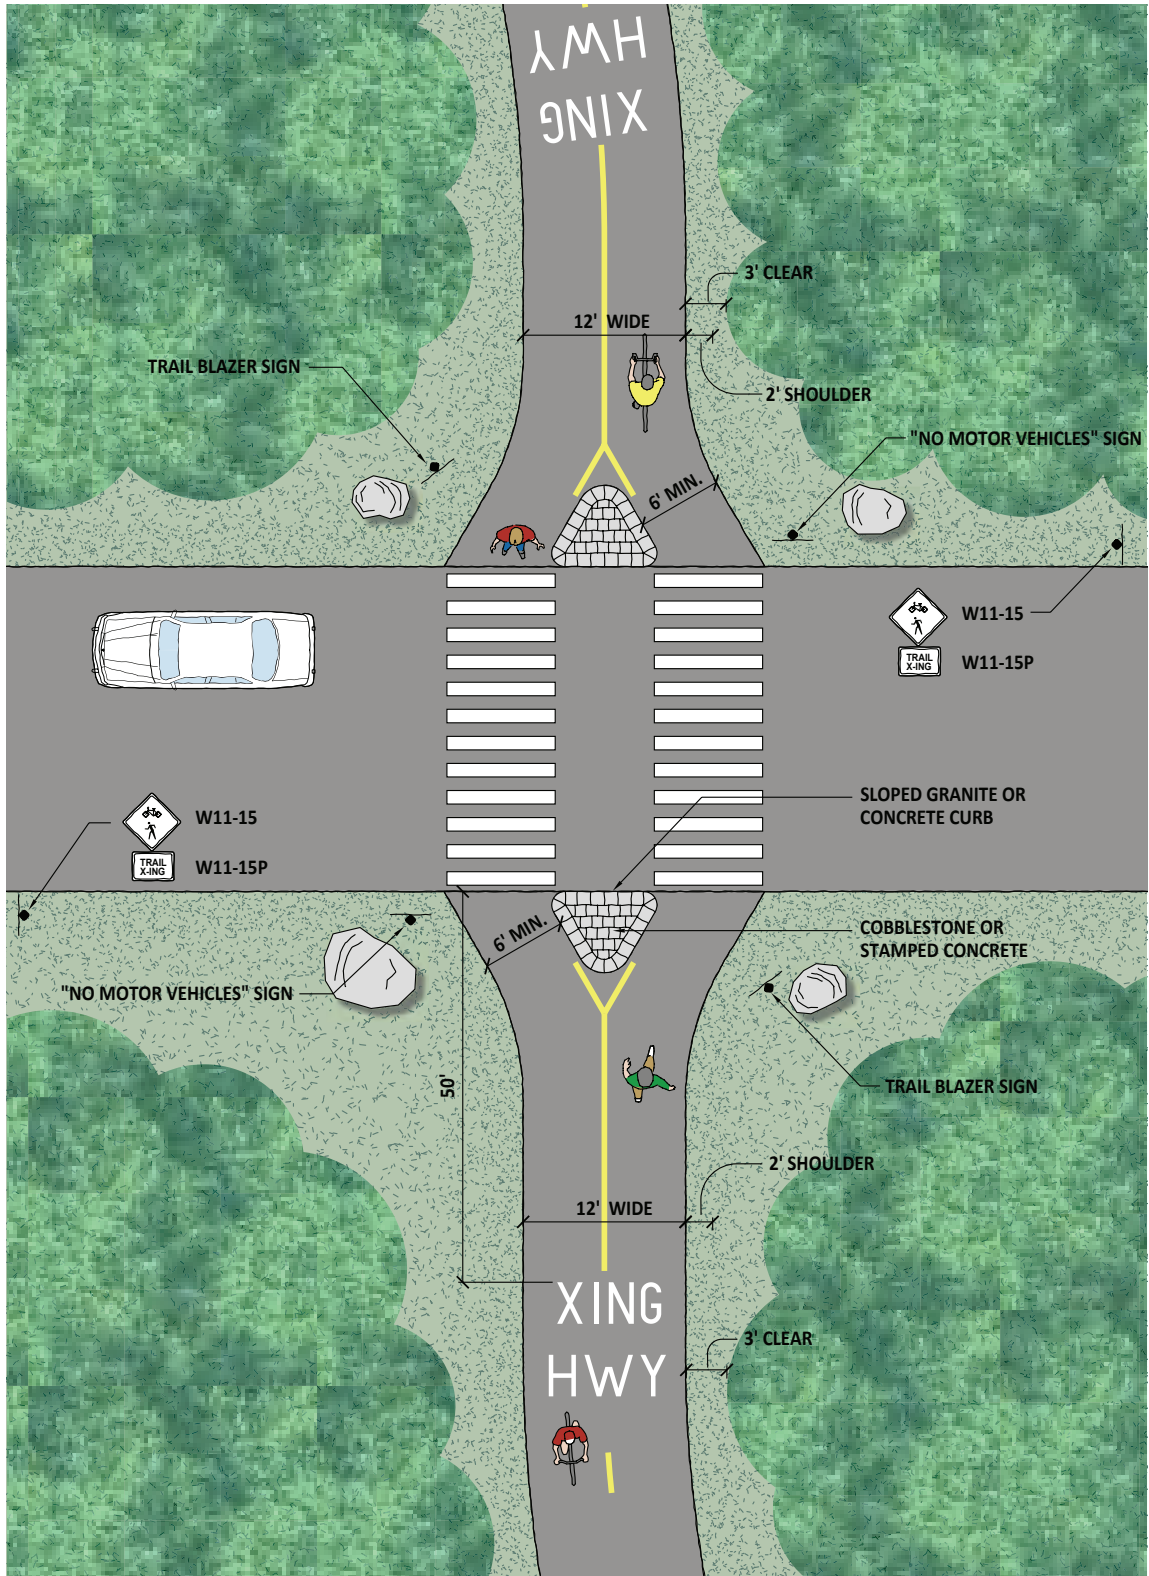 HWY
XING
3' CLEAR
12' WIDE
TRAIL BLAZER SIGN
2' SHOULDER
"NO MOTOR VEHICLES" SIGN
6' MIN.
W11-15
TRAIL
X-ING
W11-15P
SLOPED GRANITE OR
CONCRETE CURB
W11-15
TRAIL
X-ING
W11-15P
6' MIN.
COBBLESTONE OR
STAMPED CONCRETE
"NO MOTOR VEHICLES" SIGN
50'
TRAIL BLAZER SIGN
2' SHOULDER
12' WIDE
XING
HWY
3' CLEAR